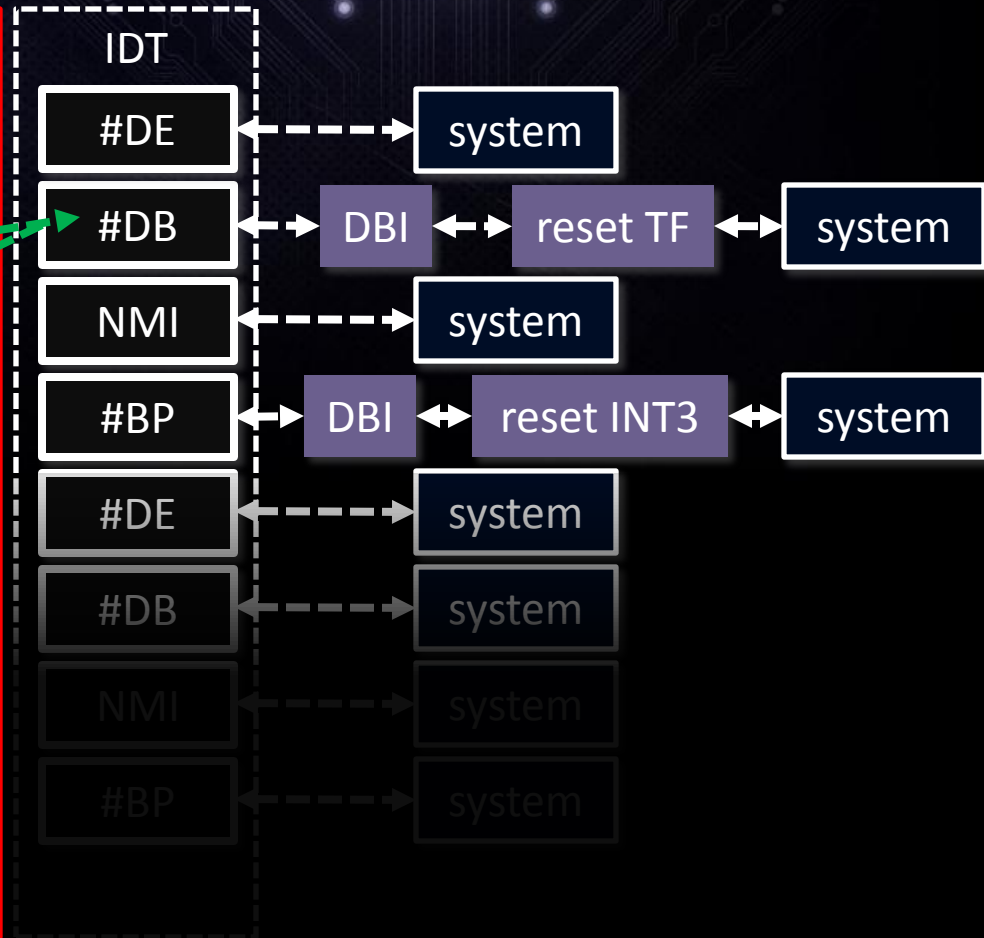 IDT
#DE system
#DB DBI reset TF system
NMI system
#BP DBI reset INT3 system
#DE system
#DB system
NMI system
#BP system